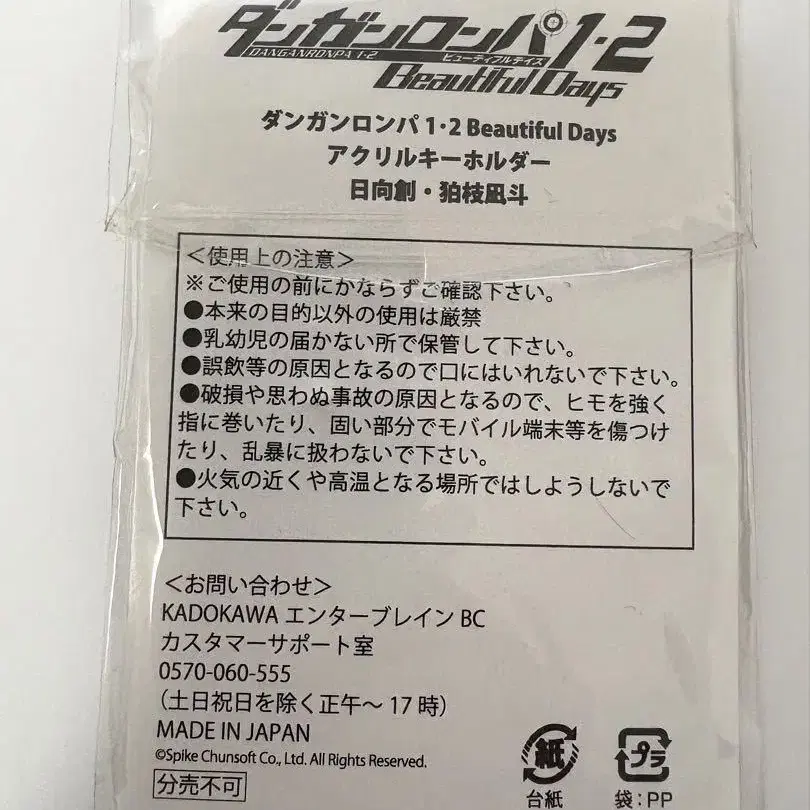 ダンガンロンパ1・2
DANGANRONPA 1・2
ビューティフルデイズ
Beautiful Days
ダンガンロンパ 1・2 Beautiful Days
アクリルキーホルダー
日向創・狛枝凪斗
＜使用上の注意＞
※ご使用の前にかならずご確認下さい。
●本来の目的以外の使用は厳禁
●乳幼児の届かない所で保管して下さい。
●誤飲等の原因となるので口にはいれないで下さい。
●破損や思わぬ事故の原因となるので、ヒモを強く
指に巻いたり、固い部分でモバイル端末等を傷つけ
たり、乱暴に扱わないで下さい。
●火気の近くや高温となる場所ではしようしないで
下さい。
＜お問い合わせ＞
KADOKAWA エンターブレイン BC
カスタマーサポート室
0570-060-555
（土日祝日を除く正午～ 17 時）
MADE IN JAPAN
©Spike Chunsoft Co., Ltd. All Rights Reserved.
分売不可
紙
台紙
プラ
袋：PP